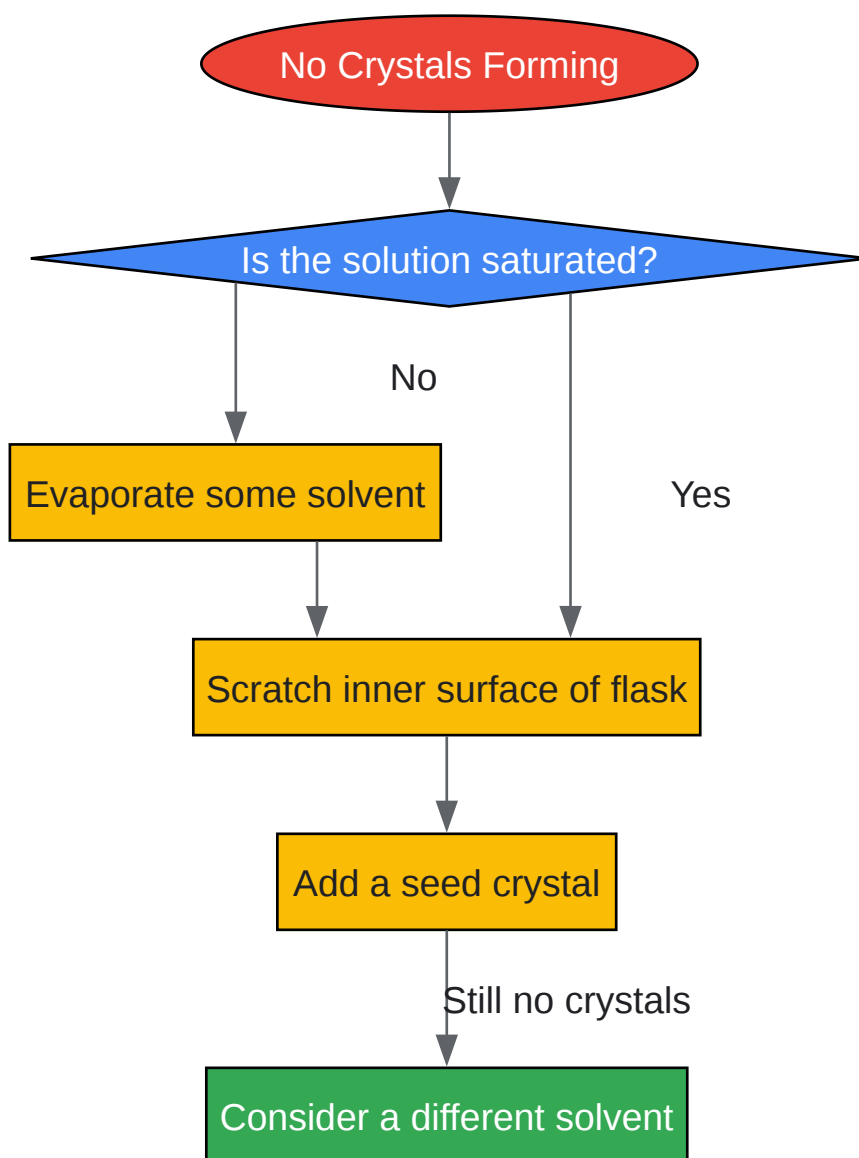 No Crystals Forming
Is the solution saturated?
No
Evaporate some solvent
Yes
Scratch inner surface of flask
Add a seed crystal
Still no crystals
Consider a different solvent